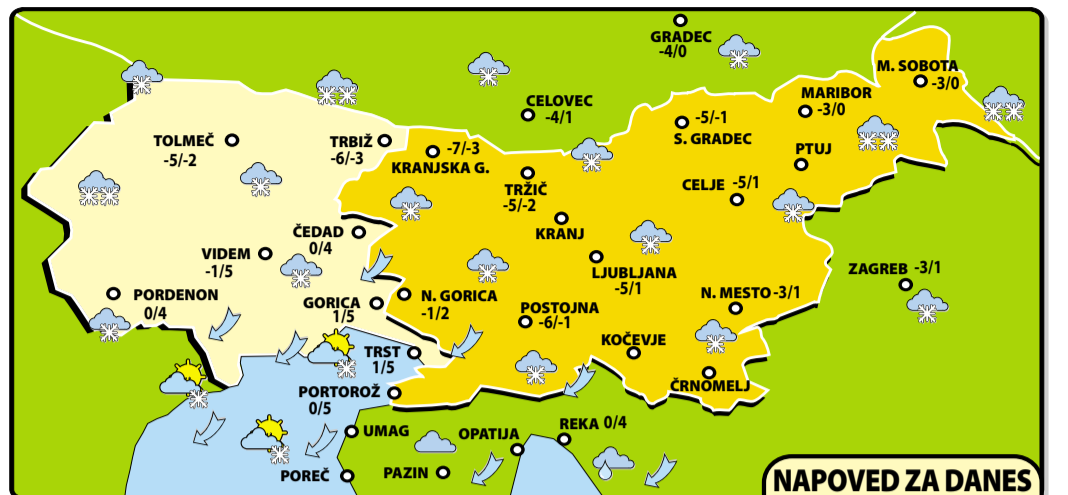 GRADEC
-4/0
M. SOBOTA
-3/0
MARIBOR
-3/0
CELOVEC
-4/1
-5/-1
S. GRADEC
TOLMEČ
-5/-2
TRBIŽ
-6/-3
-7/-3
KRANJSKA G.
PTUJ
TRŽIČ
-5/-2
CELJE -5/1
KRANJ
ČEDAD
0/4
VIDEM
-1/5
LJUBLJANA
-5/1
ZAGREB -3/1
PORDENON
0/4
GORICA
1/5
N. GORICA
-1/2
POSTOJNA
-6/-1
N. MESTO -3/1
KOČEVJE
TRST
1/5
ČRNOMELJ
PORTOROŽ
0/5
UMAG
OPATIJA
REKA 0/4
POREČ
PAZIN
NAPOVED ZA DANES